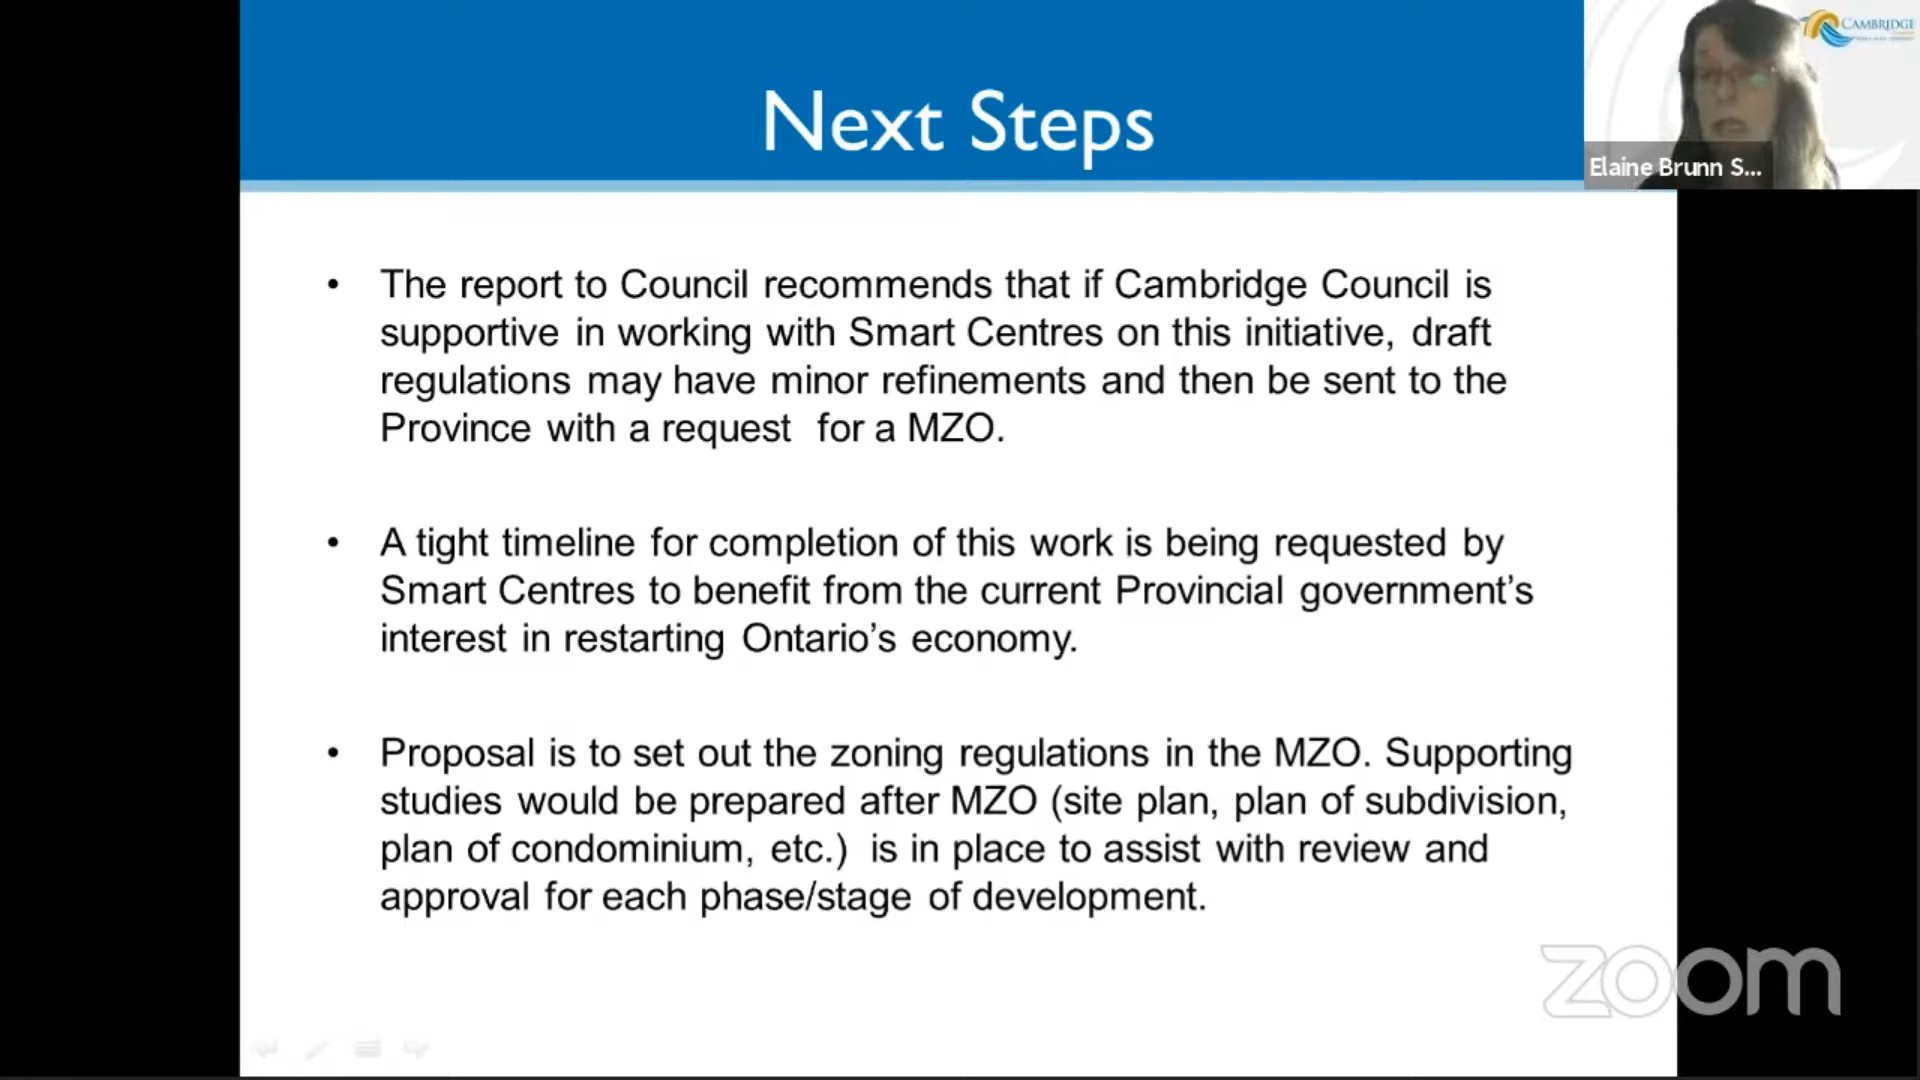 Next Steps
CAMBRIDGE
Elaine Brunn S...
• The report to Council recommends that if Cambridge Council is
supportive in working with Smart Centres on this initiative, draft
regulations may have minor refinements and then be sent to the
Province with a request for a MZO.
• A tight timeline for completion of this work is being requested by
Smart Centres to benefit from the current Provincial government’s
interest in restarting Ontario’s economy.
• Proposal is to set out the zoning regulations in the MZO. Supporting
studies would be prepared after MZO (site plan, plan of subdivision,
plan of condominium, etc.) is in place to assist with review and
approval for each phase/stage of development.
zoom